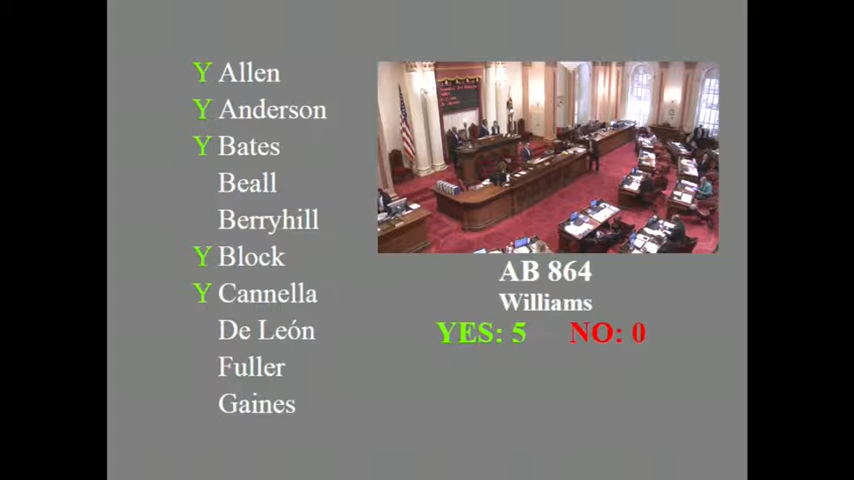 Y Allen
Y Anderson
Y Bates
Beall
Berryhill
Y Block
Y Cannella
De León
Fuller
Gaines
AB 864
Williams
YES: 5 NO: 0